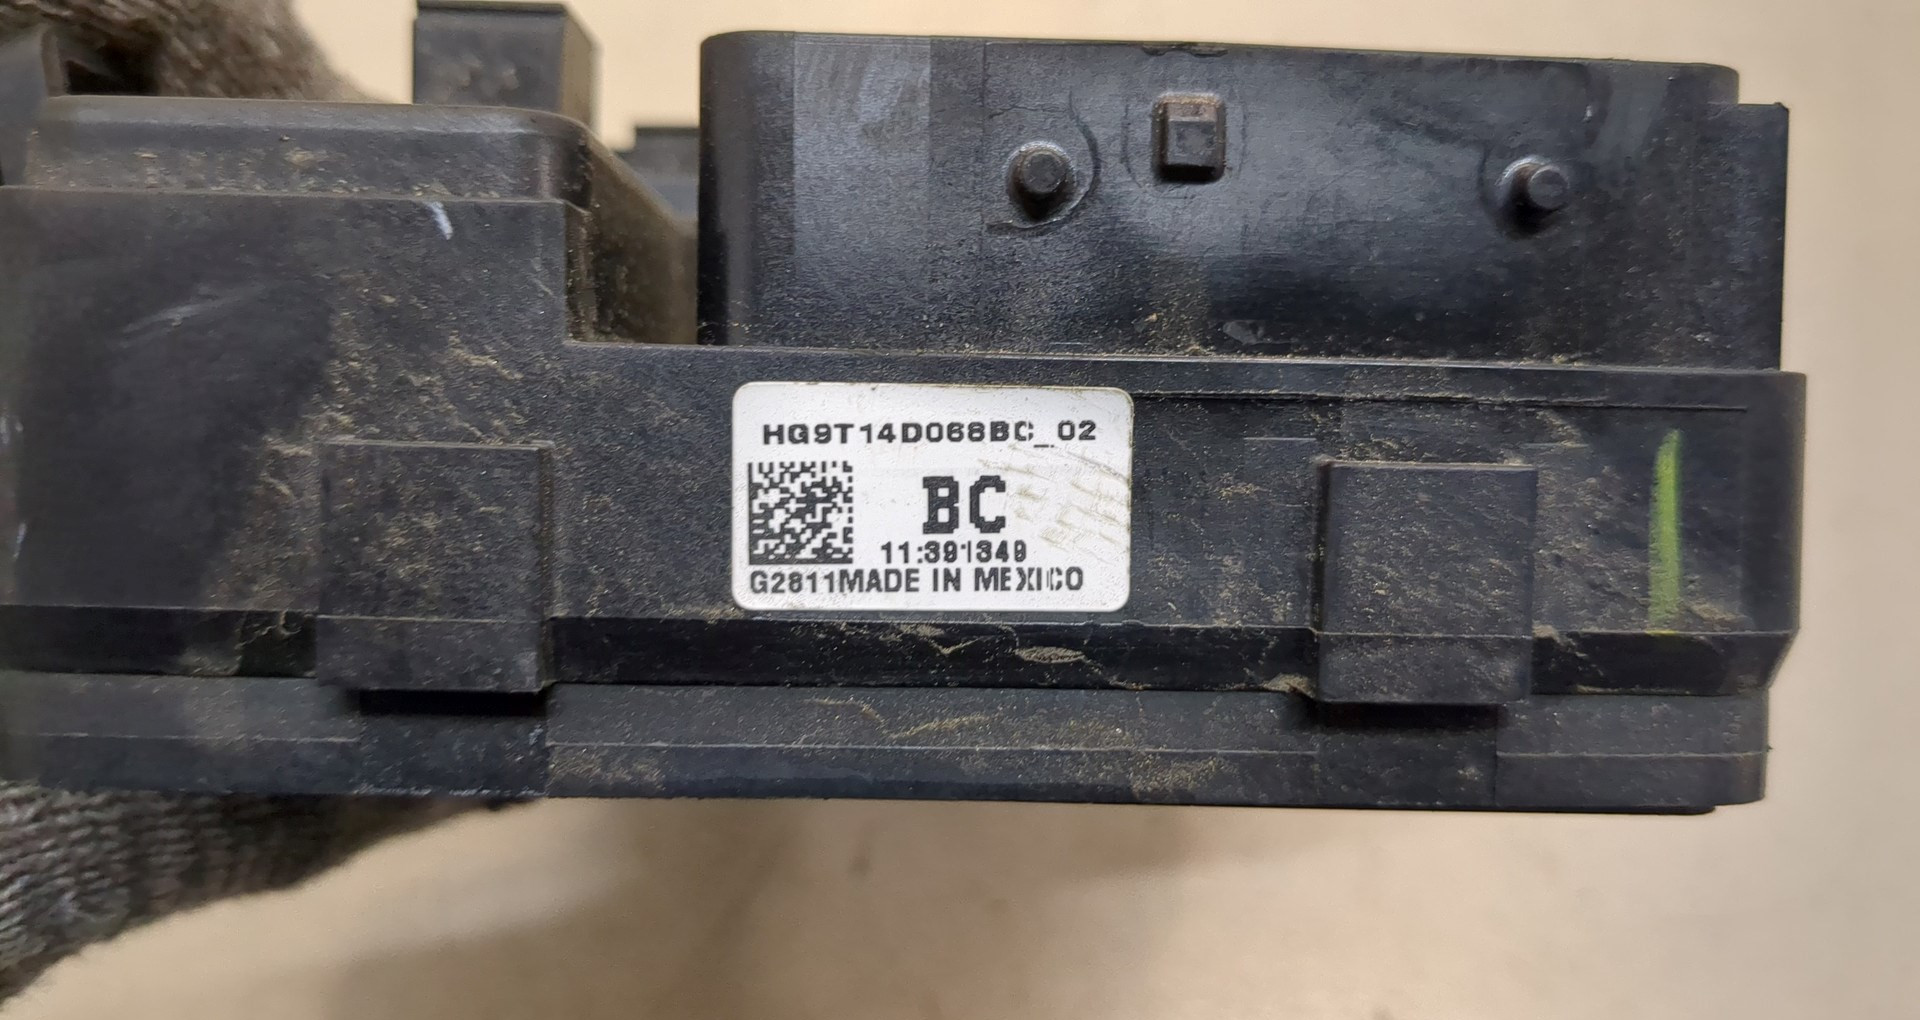 HG9T14D068BC_02
BC
11:391349
G2811MADE IN MEXICO